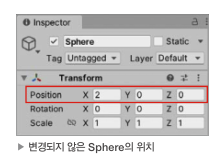 Inspector
Sphere Static
Tag Untagged Layer Default
Transform
Position X 2 Y 0 Z 0
Rotation X 0 Y 0 Z 0
Scale X 1 Y 1 Z 1
▶ 변경되지 않은 Sphere의 위치